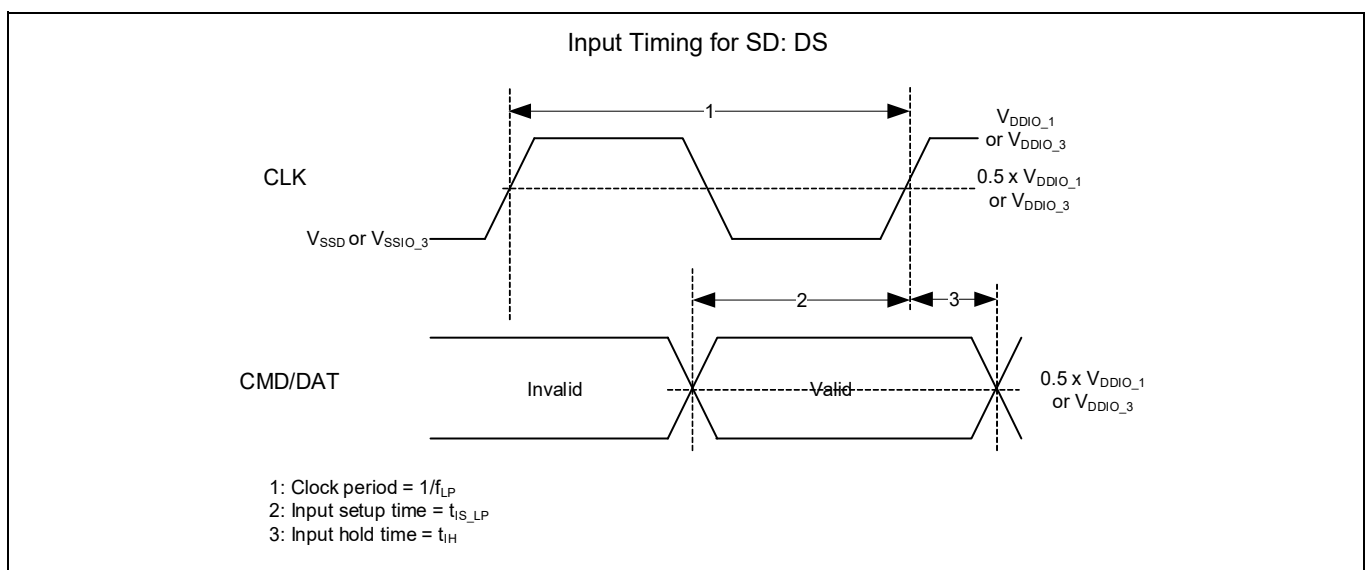 Input Timing for SD: DS
1
V_DDIO_1
or V_DDIO_3
CLK
0.5 x V_DDIO_1
or V_DDIO_3
V_SSD or V_SSIO_3
2
3
CMD/DAT
Invalid
Valid
0.5 x V_DDIO_1
or V_DDIO_3
1: Clock period = 1/f_LP
2: Input setup time = t_IS_LP
3: Input hold time = t_IH